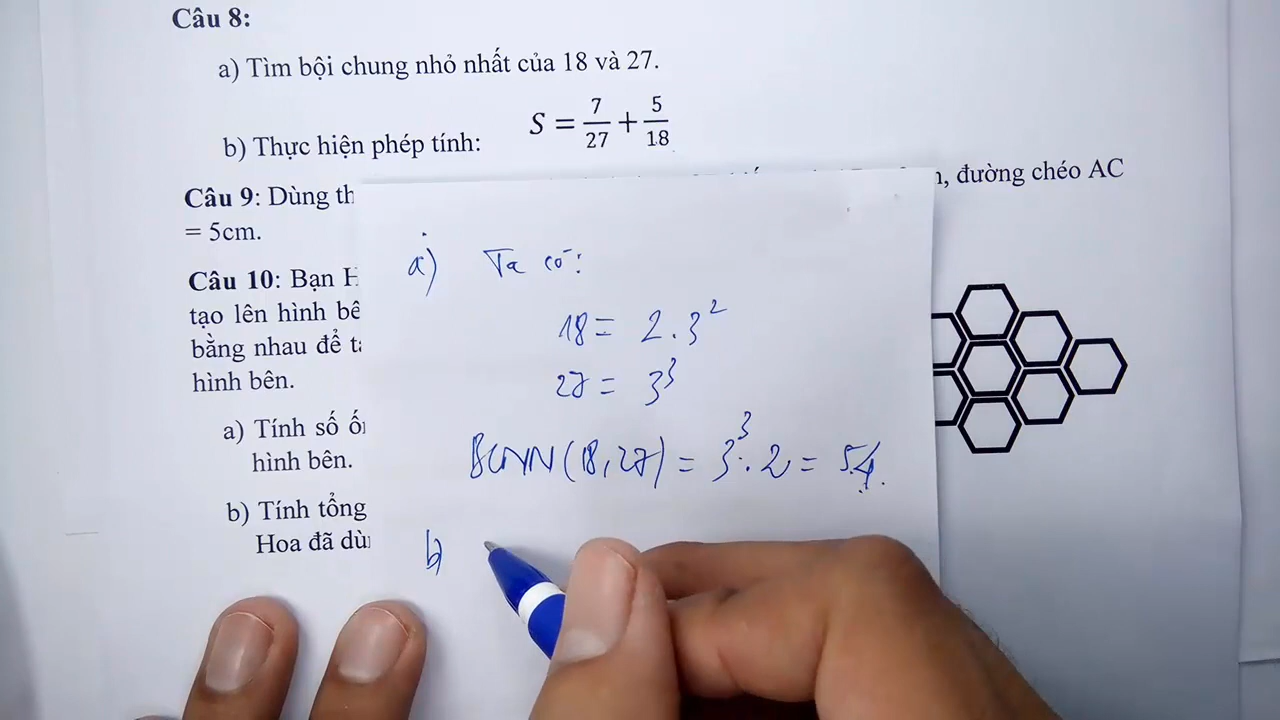 Câu 8:
a) Tìm bội chung nhỏ nhất của 18 và 27.
b) Thực hiện phép tính: S = 7/27 + 5/18
Câu 9: Dùng th , đường chéo AC
= 5cm.
Câu 10: Bạn H
tạo lên hình bê
bằng nhau để
hình bên.
a) Tính số
hình bên.
b) Tính tổng
Hoa đã dù
a) Ta có:
18 = 2 . 3²
27 = 3³
BCNN(18,27) = 3³ . 2 = 54.
b)